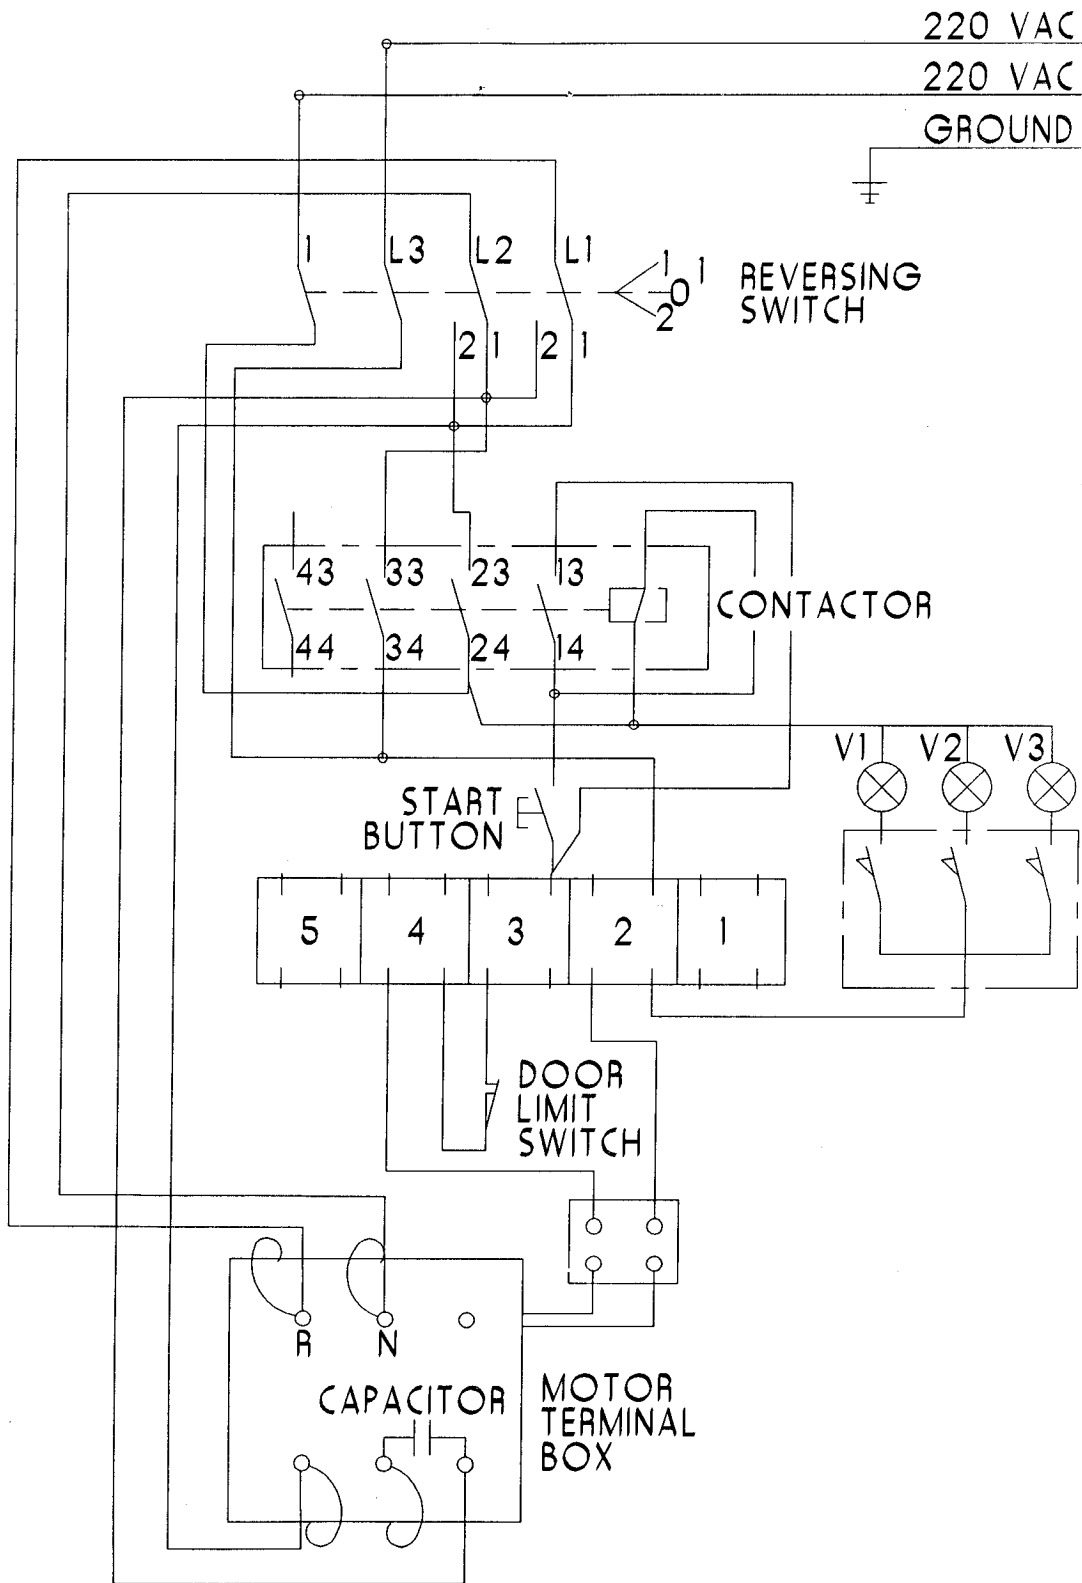 220 VAC
220 VAC
GROUND
1 L3 L2 L1
1 0 1
2
REVERSING
SWITCH
2 1 2 1
43 33 23 13
CONTACTOR
44 34 24 14
V1 V2 V3
START
BUTTON
5 4 3 2 1
DOOR
LIMIT
SWITCH
R N
CAPACITOR
MOTOR
TERMINAL
BOX